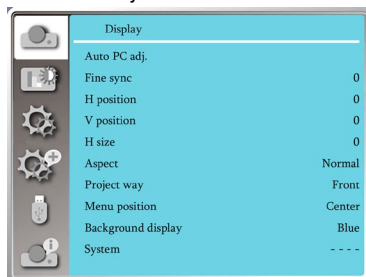 Display
Auto PC adj.
Fine sync 0
H position 0
V position 0
H size 0
Aspect Normal
Project way Front
Menu position Center
Background display Blue
System - - - -